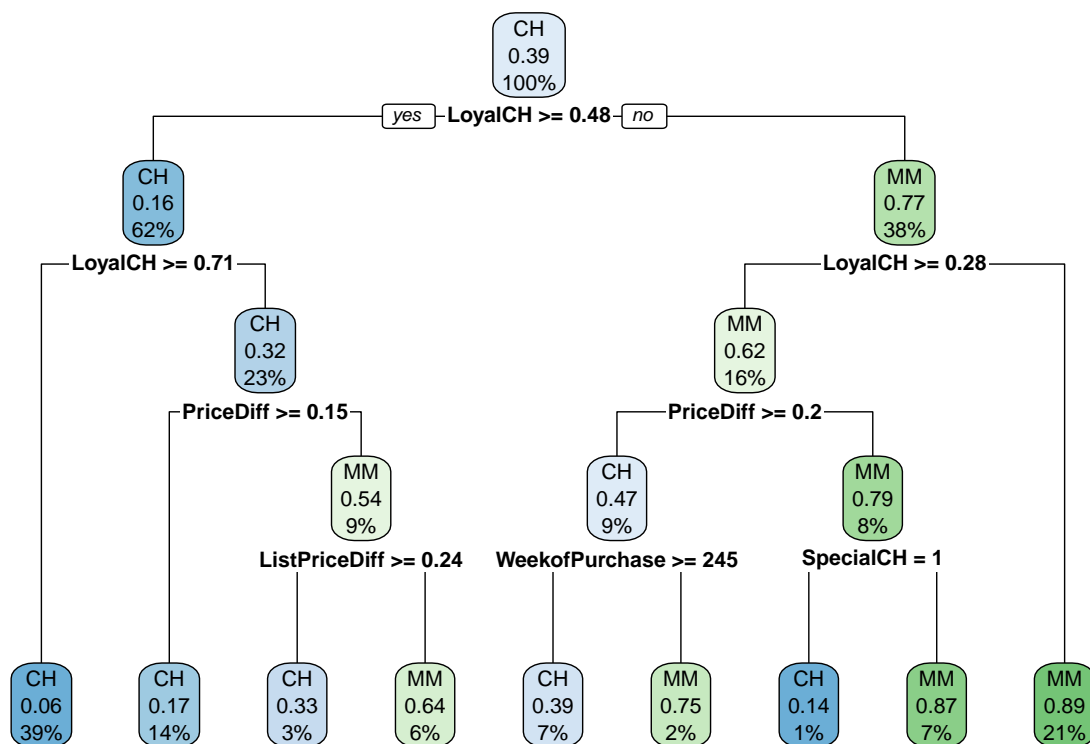 CH
0.39
100%
yes
LoyalCH >= 0.48
no
CH
0.16
62%
MM
0.77
38%
LoyalCH >= 0.71
LoyalCH >= 0.28
CH
0.32
23%
MM
0.62
16%
PriceDiff >= 0.15
PriceDiff >= 0.2
MM
0.54
9%
CH
0.47
9%
MM
0.79
8%
ListPriceDiff >= 0.24
WeekofPurchase >= 245
SpecialCH = 1
CH
0.06
39%
CH
0.17
14%
CH
0.33
3%
MM
0.64
6%
CH
0.39
7%
MM
0.75
2%
CH
0.14
1%
MM
0.87
7%
MM
0.89
21%